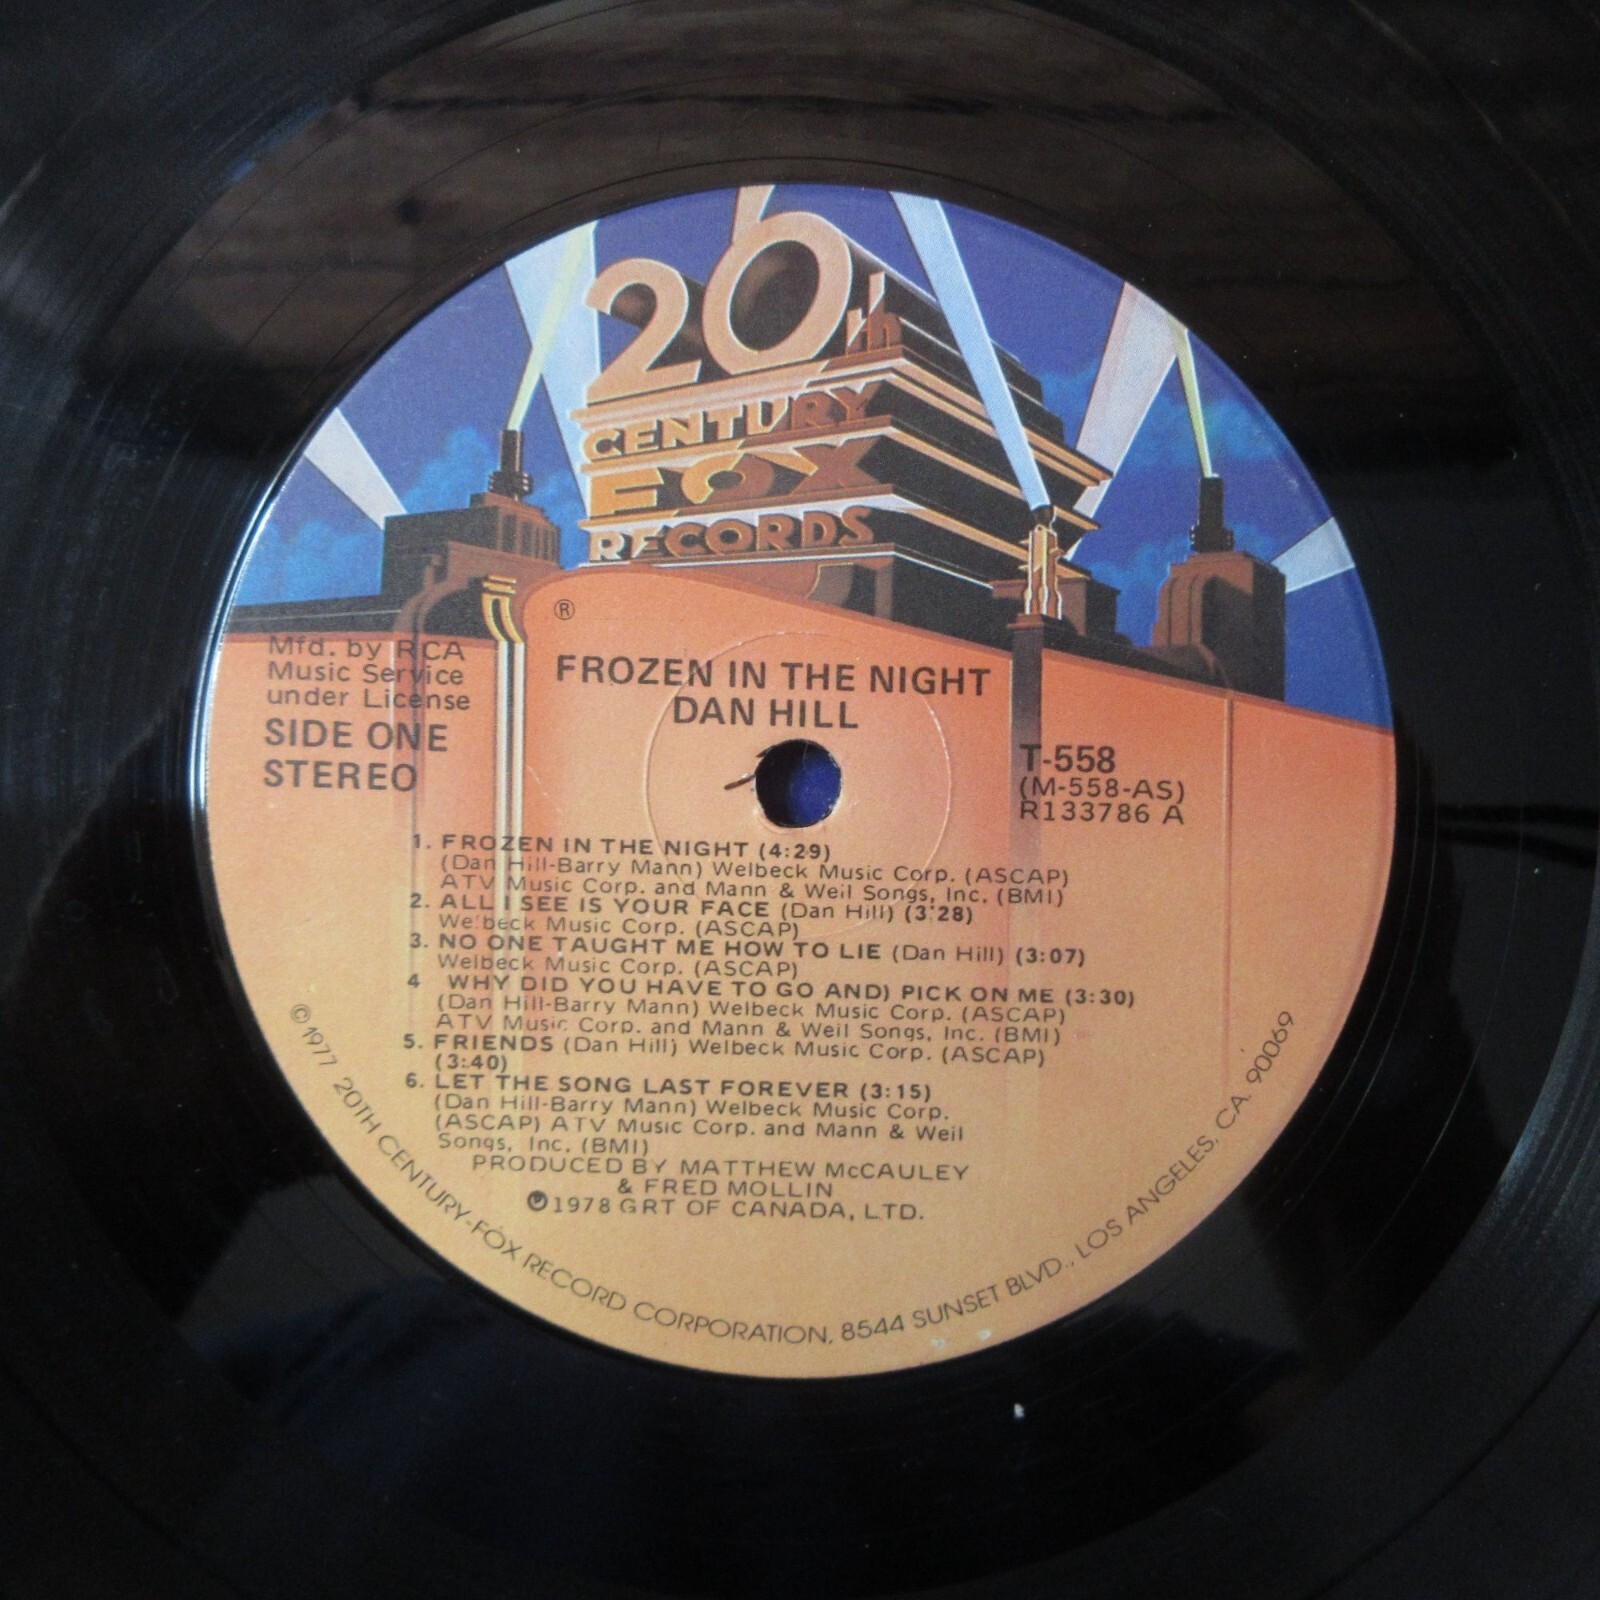 20th
CENTURY
FOX
RECORDS
®
Mfd. by RCA
Music Service
under License
SIDE ONE
STEREO
FROZEN IN THE NIGHT
DAN HILL
T-558
(M-558-AS)
R133786 A
1. FROZEN IN THE NIGHT (4:29)
(Dan Hill-Barry Mann) Welbeck Music Corp. (ASCAP)
ATV Music Corp. and Mann & Weil Songs, Inc. (BMI)
2. ALL I SEE IS YOUR FACE (Dan Hill) (3:28)
Welbeck Music Corp. (ASCAP)
3. NO ONE TAUGHT ME HOW TO LIE (Dan Hill) (3:07)
Welbeck Music Corp. (ASCAP)
4 WHY DID YOU HAVE TO GO AND) PICK ON ME (3:30)
(Dan Hill-Barry Mann) Welbeck Music Corp. (ASCAP)
ATV Music Corp. and Mann & Weil Songs, Inc. (BMI)
5. FRIENDS (Dan Hill) Welbeck Music Corp. (ASCAP)
(3:40)
6. LET THE SONG LAST FOREVER (3:15)
(Dan Hill-Barry Mann) Welbeck Music Corp.
(ASCAP) ATV Music Corp. and Mann & Weil
Songs, Inc. (BMI)
PRODUCED BY MATTHEW McCAULEY
& FRED MOLLIN
℗1978 GRT OF CANADA, LTD.
©1977 20TH CENTURY-FOX RECORD CORPORATION, 8544 SUNSET BLVD., LOS ANGELES, CA. 90069